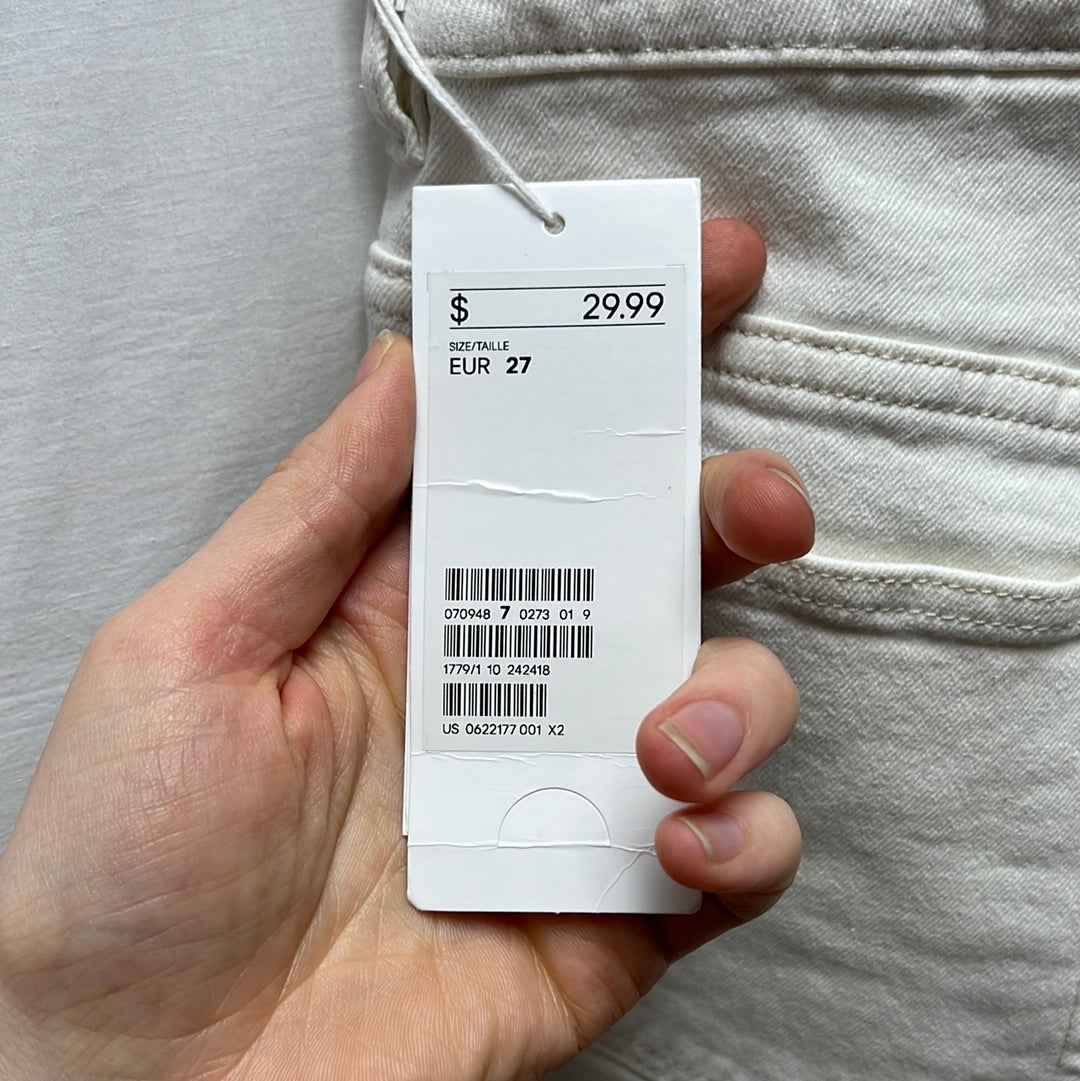 $ 29.99
SIZE/TAILLE
EUR 27
070948 7 0273 01 9
1779/1 10 242418
US 0622177 001 X2